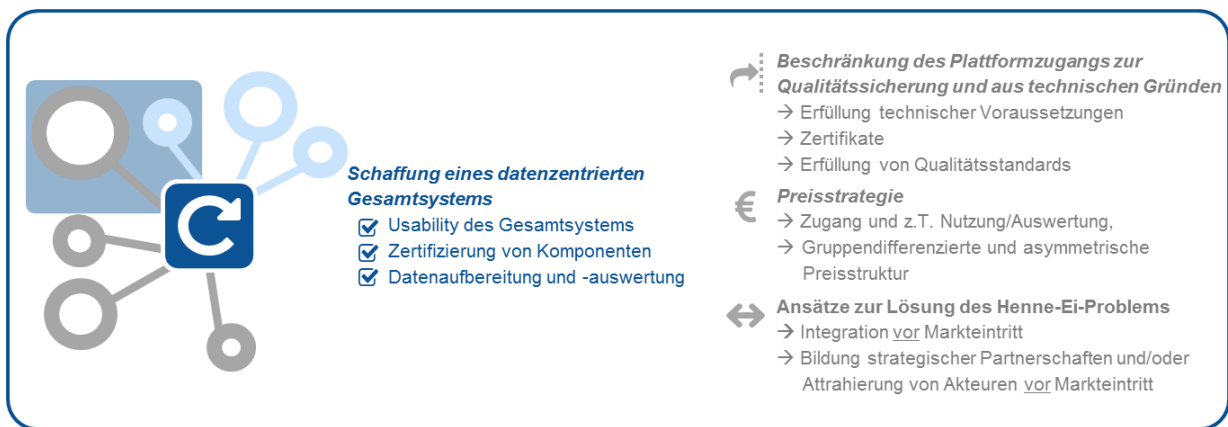 Schaffung eines datenzentrierten
Gesamtsystems
Usability des Gesamtsystems
Zertifizierung von Komponenten
Datenaufbereitung und -auswertung
Beschränkung des Plattformzugangs zur
Qualitätssicherung und aus technischen Gründen
→ Erfüllung technischer Voraussetzungen
→ Zertifikate
→ Erfüllung von Qualitätsstandards
€ Preisstrategie
→ Zugang und z.T. Nutzung/Auswertung,
→ Gruppendifferenzierte und asymmetrische
Preisstruktur
Ansätze zur Lösung des Henne-Ei-Problems
→ Integration vor Markteintritt
→ Bildung strategischer Partnerschaften und/oder
Attrahierung von Akteuren vor Markteintritt